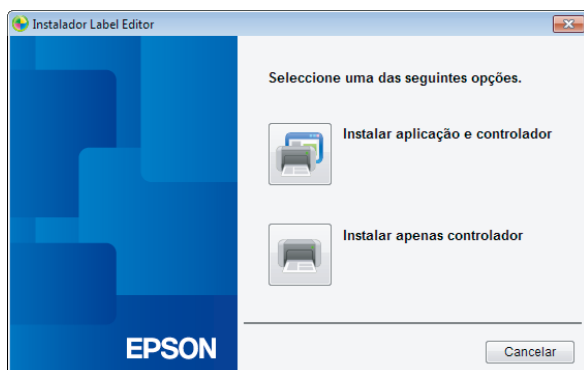 Instalador Label Editor
Seleccione uma das seguintes opções.
Instalar aplicação e controlador
Instalar apenas controlador
EPSON
Cancelar